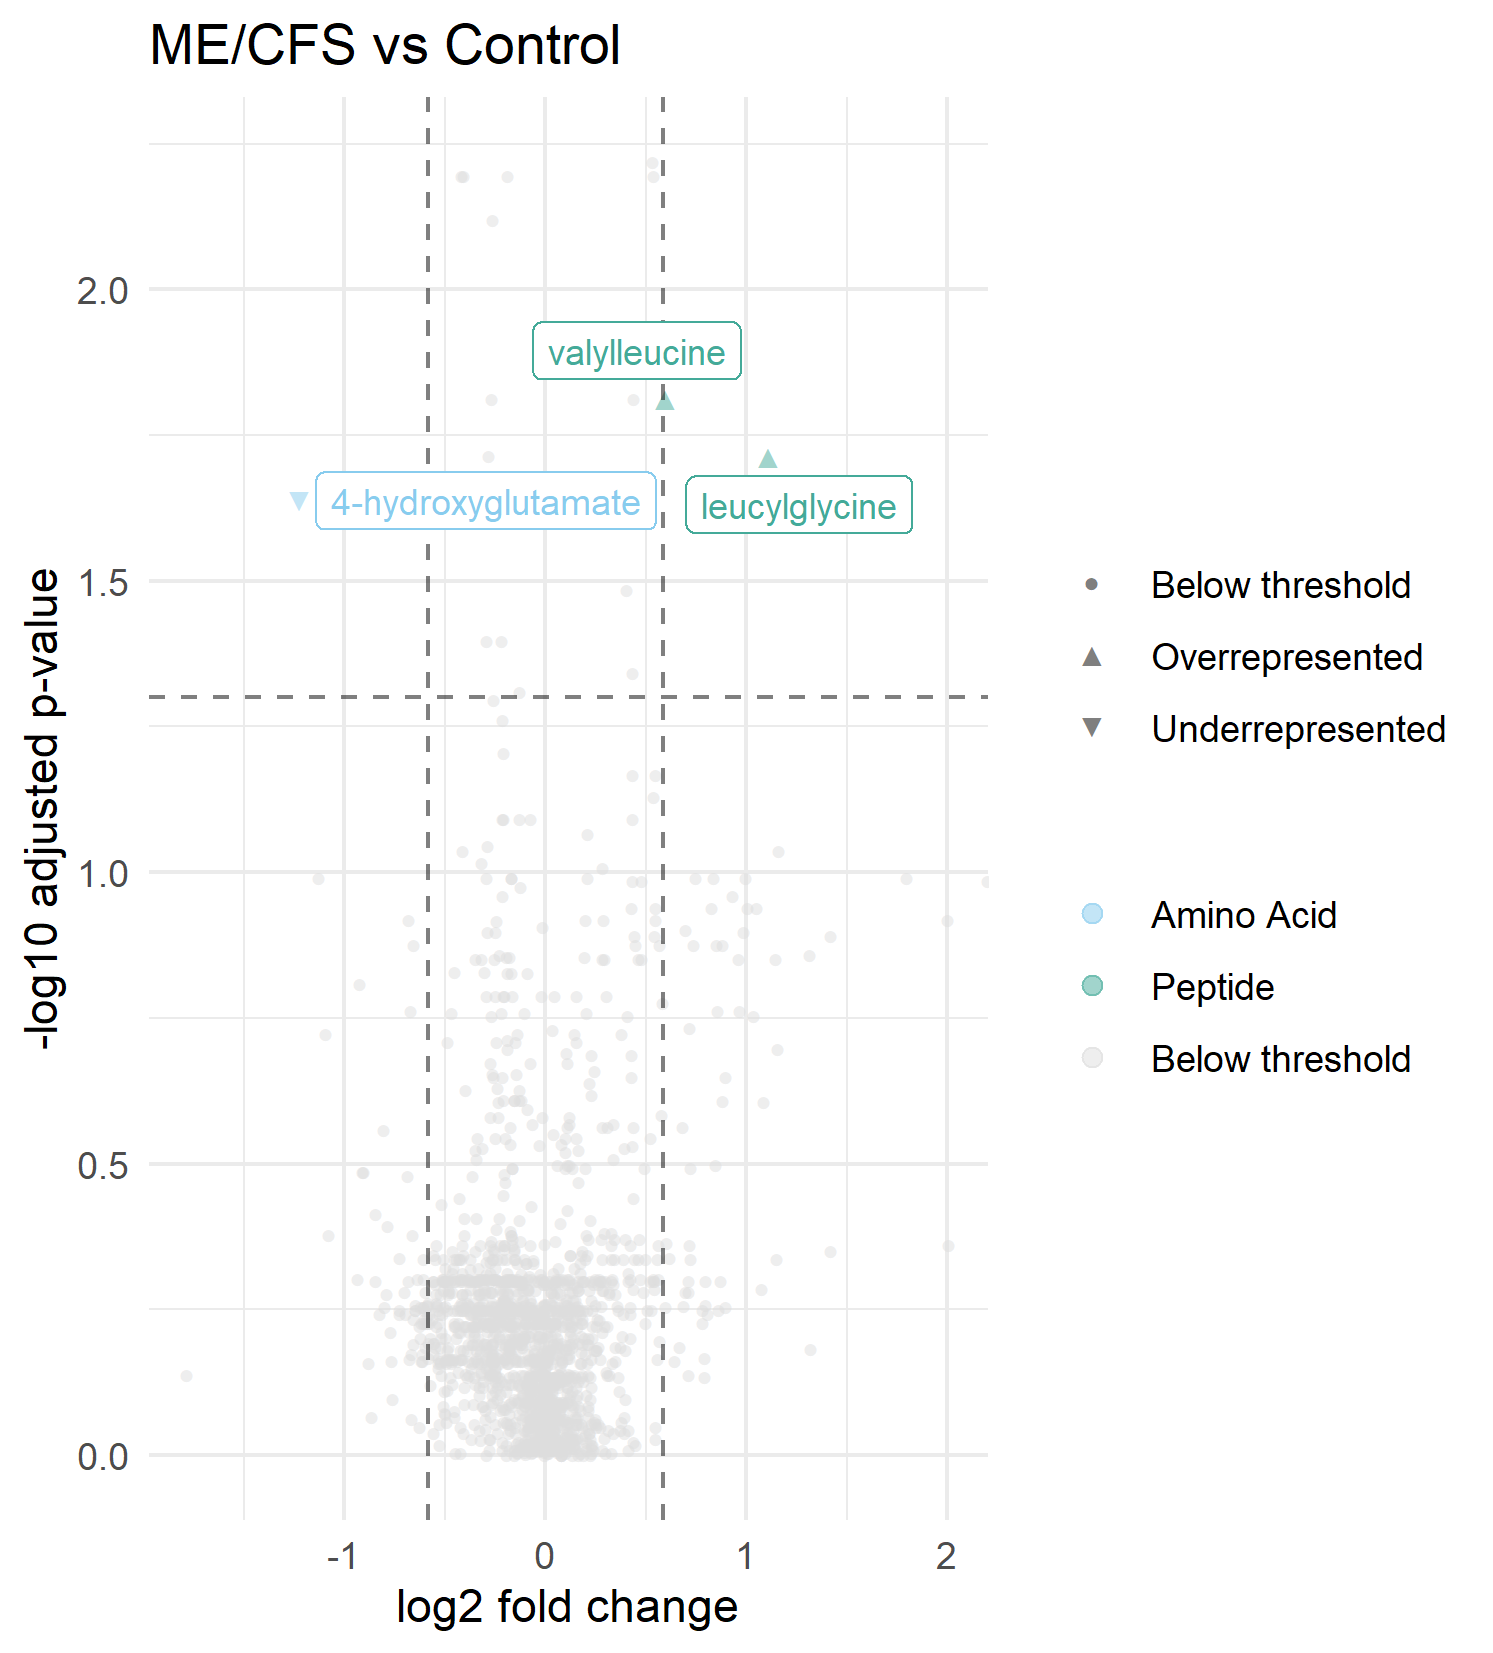 ME/CFS vs Control
-log10 adjusted p-value
2.0
1.5
1.0
0.5
0.0
valylleucine
4-hydroxyglutamate
leucylglycine
-1
0
1
2
log2 fold change
Below threshold
Overrepresented
Underrepresented
Amino Acid
Peptide
Below threshold